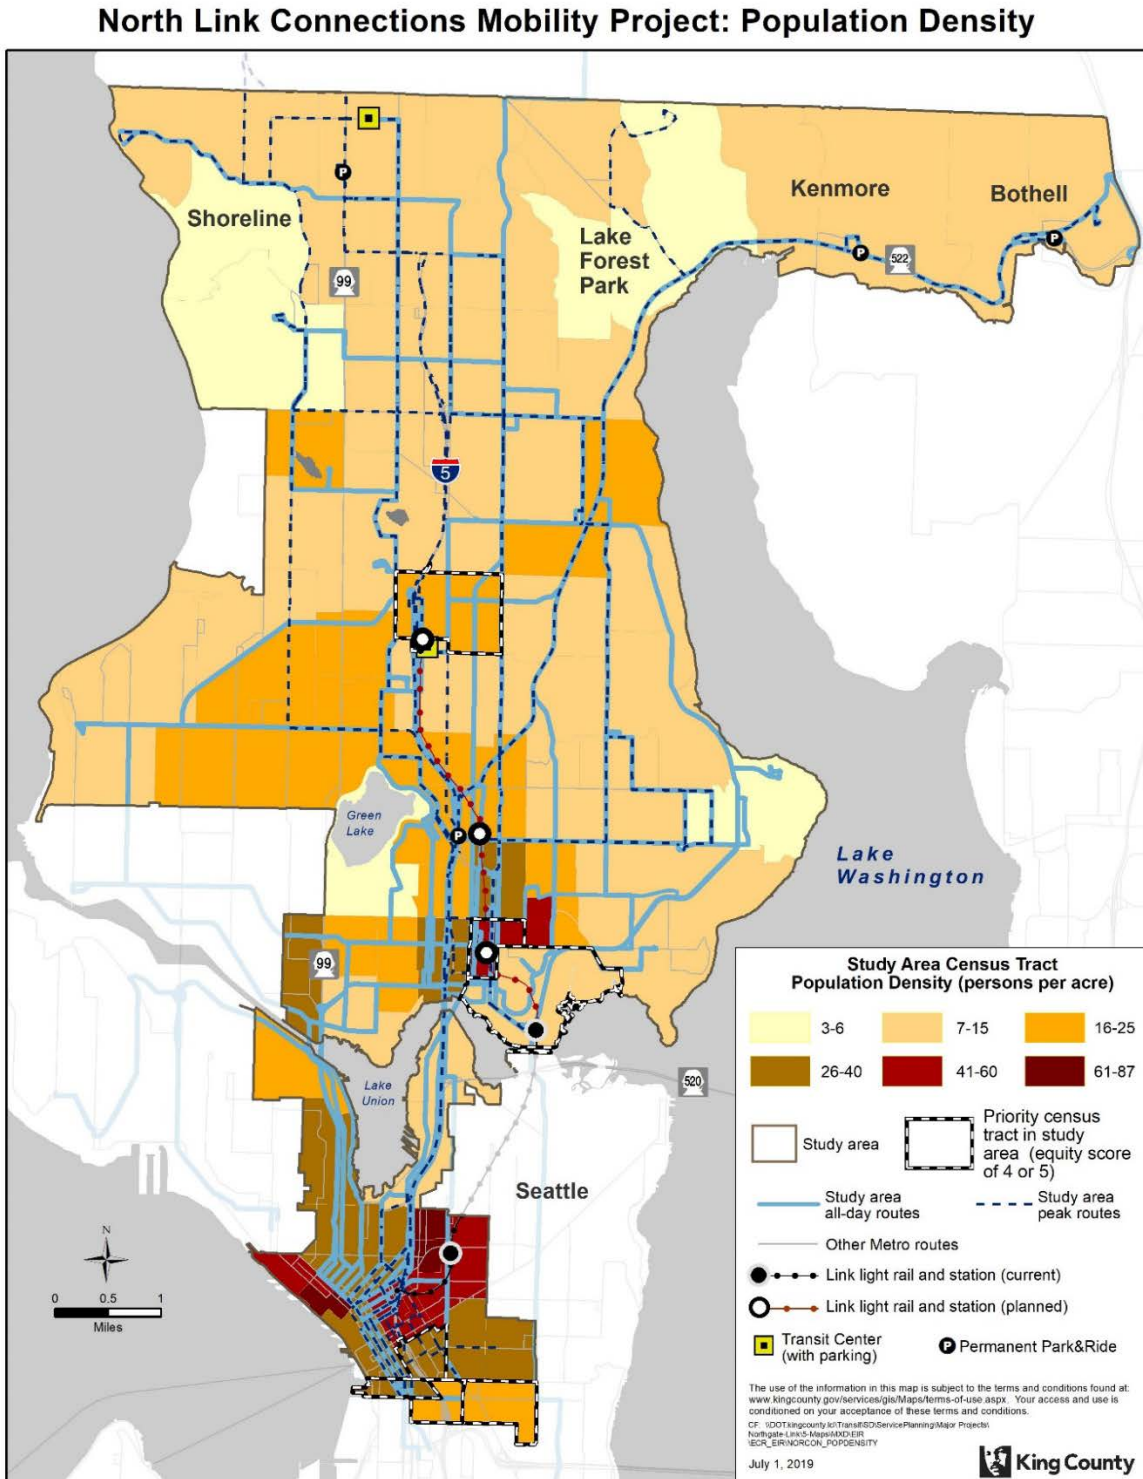 North Link Connections Mobility Project: Population Density
Shoreline
Lake
Forest
Park
Kenmore
Bothell
P
P
P
99
522
5
Green
Lake
P
Lake
Washington
99
Lake
Union
520
Seattle
N
0 0.5 1
Miles
Study Area Census Tract
Population Density (persons per acre)
3-6
7-15
16-25
26-40
41-60
61-87
Study area
Priority census
tract in study
area (equity score
of 4 or 5)
Study area
all-day routes
Study area
peak routes
Other Metro routes
Link light rail and station (current)
Link light rail and station (planned)
Transit Center
(with parking)
P Permanent Park&Ride
The use of the information in this map is subject to the terms and conditions found at:
www.kingcounty.gov/services/gis/Maps/terms-of-use.aspx. Your access and use is
conditioned on your acceptance of these terms and conditions.
July 1, 2019
King County